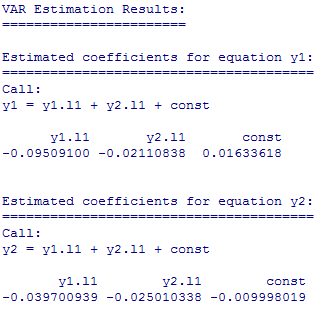 VAR Estimation Results:
=======================
Estimated coefficients for equation y1:
=======================================
Call:
y1 = y1.l1 + y2.l1 + const
y1.l1 y2.l1 const
-0.09509100 -0.02110838 0.01633618
Estimated coefficients for equation y2:
=======================================
Call:
y2 = y1.l1 + y2.l1 + const
y1.l1 y2.l1 const
-0.039700939 -0.025010338 -0.009998019